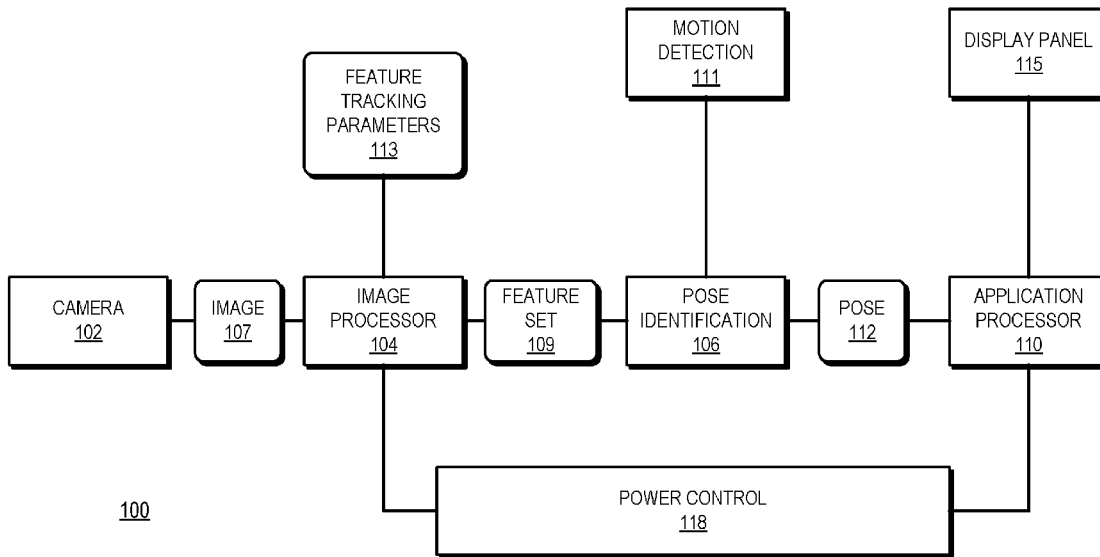 MOTION
DETECTION
111
DISPLAY PANEL
115
FEATURE
TRACKING
PARAMETERS
113
CAMERA
102
IMAGE
107
IMAGE
PROCESSOR
104
FEATURE
SET
109
POSE
IDENTIFICATION
106
POSE
112
APPLICATION
PROCESSOR
110
POWER CONTROL
118
100